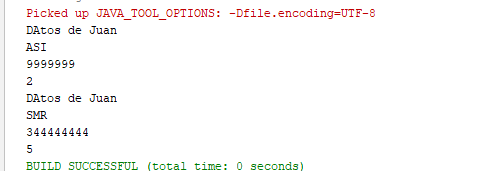 Picked up JAVA_TOOL_OPTIONS: -Dfile.encoding=UTF-8
DAtos de Juan
ASI
9999999
2
DAtos de Juan
SMR
344444444
5
BUILD SUCCESSFUL (total time: 0 seconds)